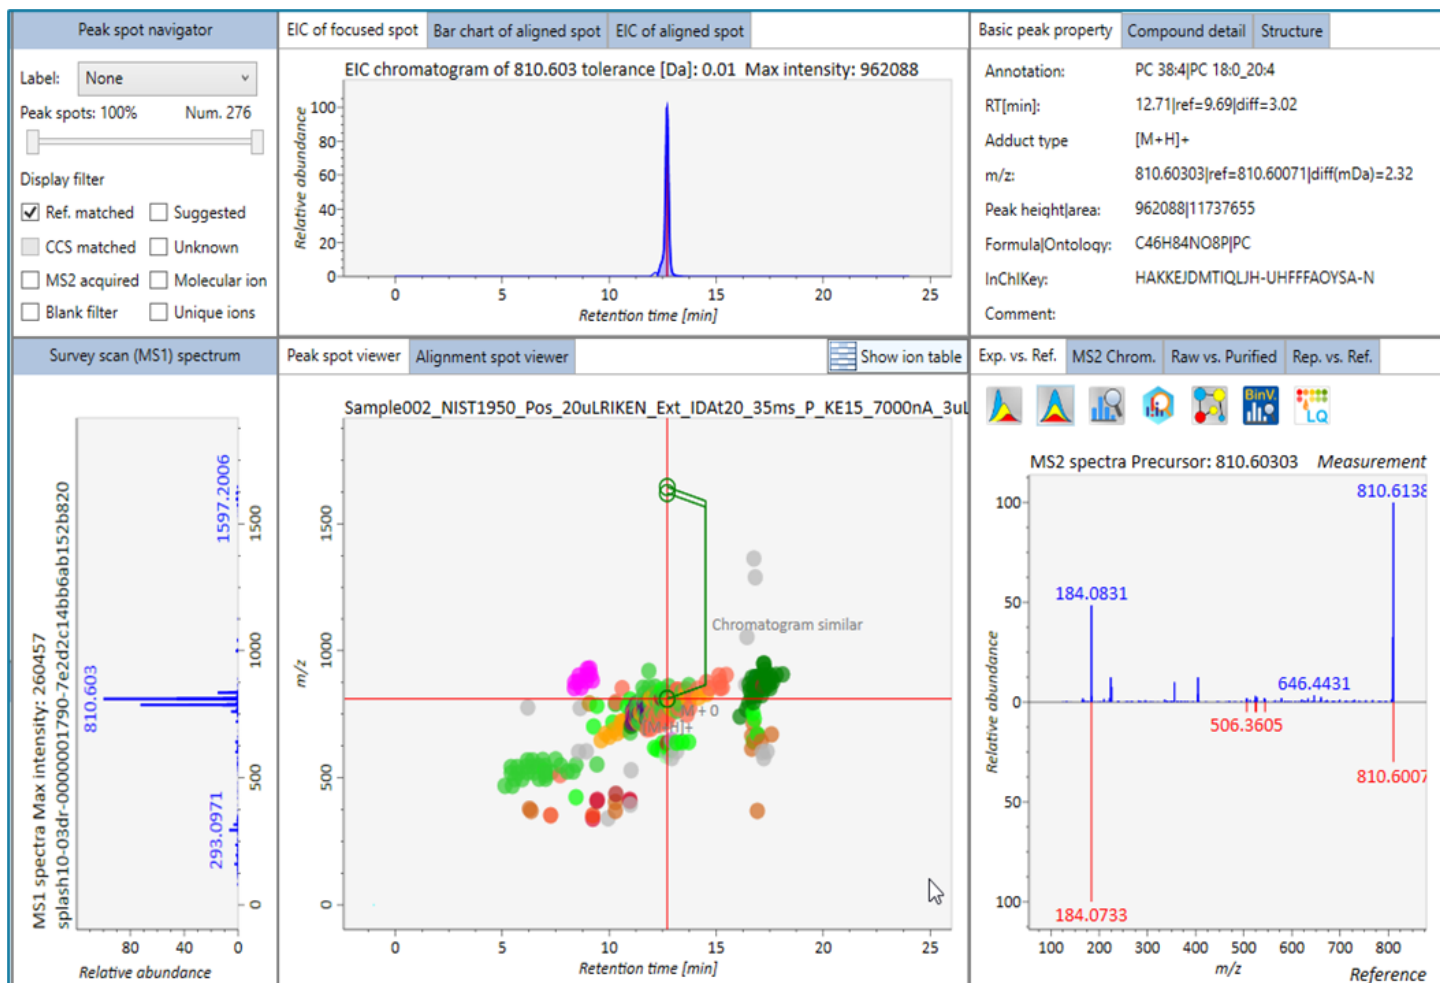 Peak spot navigator
Label: None
Peak spots: 100% Num. 276
Display filter
Ref. matched Suggested
CCS matched Unknown
MS2 acquired Molecular ion
Blank filter Unique ions
EIC of focused spot Bar chart of aligned spot EIC of aligned spot
EIC chromatogram of 810.603 tolerance [Da]: 0.01 Max intensity: 962088
Relative abundance
100
80
60
40
20
0
0 5 10 15 20 25
Retention time [min]
Basic peak property Compound detail Structure
Annotation: PC 38:4|PC 18:0_20:4
RT[min]: 12.71|ref=9.69|diff=3.02
Adduct type [M+H]+
m/z: 810.60303|ref=810.60071|diff(mDa)=2.32
Peak height|area: 962088|11737655
Formula|Ontology: C46H84NO8P|PC
InChIKey: HAKKEJDMTIQLJH-UHFFFAOYSA-N
Comment:
Survey scan (MS1) spectrum
MS1 spectra Max intensity: 260457
splash10-03dr-0000001790-7e2d2c14bb6ab152b820
1597.2006
810.603
293.0971
1500
1000
500
0
80 40 0
Relative abundance
Peak spot viewer Alignment spot viewer Show ion table
Sample002_NIST1950_Pos_20uLRIKEN_Ext_IDAt20_35ms_P_KE15_7000nA_3uL
m/z
1500
1000
500
0
Chromatogram similar
M + 0
[M+H]+
0 5 10 15 20 25
Retention time [min]
Exp. vs. Ref. MS2 Chrom. Raw vs. Purified Rep. vs. Ref.
BinV.
LQ
MS2 spectra Precursor: 810.60303 Measurement
810.6138
184.0831
646.4431
506.3605
810.6007
184.0733
Relative abundance
100
50
0
50
100
100 200 300 400 500 600 700 800
m/z
Reference